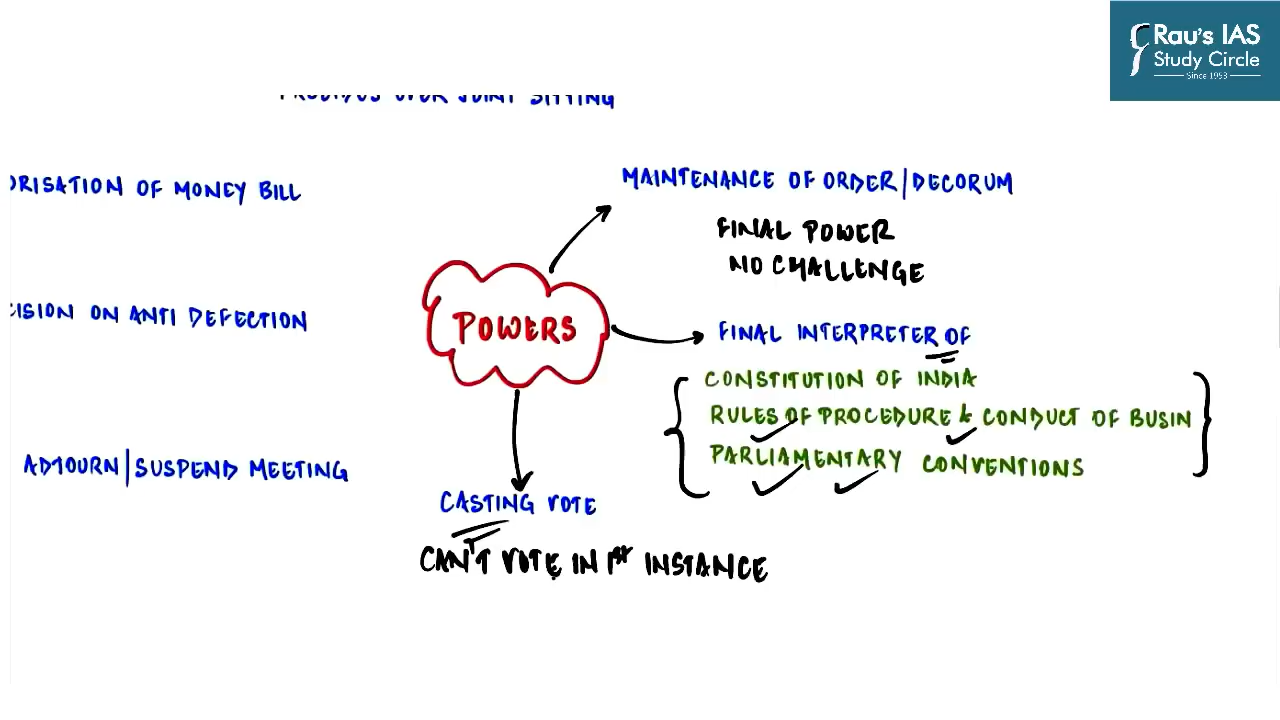 Rau's IAS
Study Circle
Since 1953
OVER JOINT SITTING
ORISATION OF MONEY BILL
MAINTENANCE OF ORDER/DECORUM
FINAL POWER
NO CHALLENGE
CISION ON ANTI DEFECTION
POWERS
FINAL INTERPRETER OF
CONSTITUTION OF INDIA
RULES OF PROCEDURE & CONDUCT OF BUSIN
PARLIAMENTARY CONVENTIONS
ADJOURN/SUSPEND MEETING
CASTING VOTE
CAN'T VOTE IN 1st INSTANCE